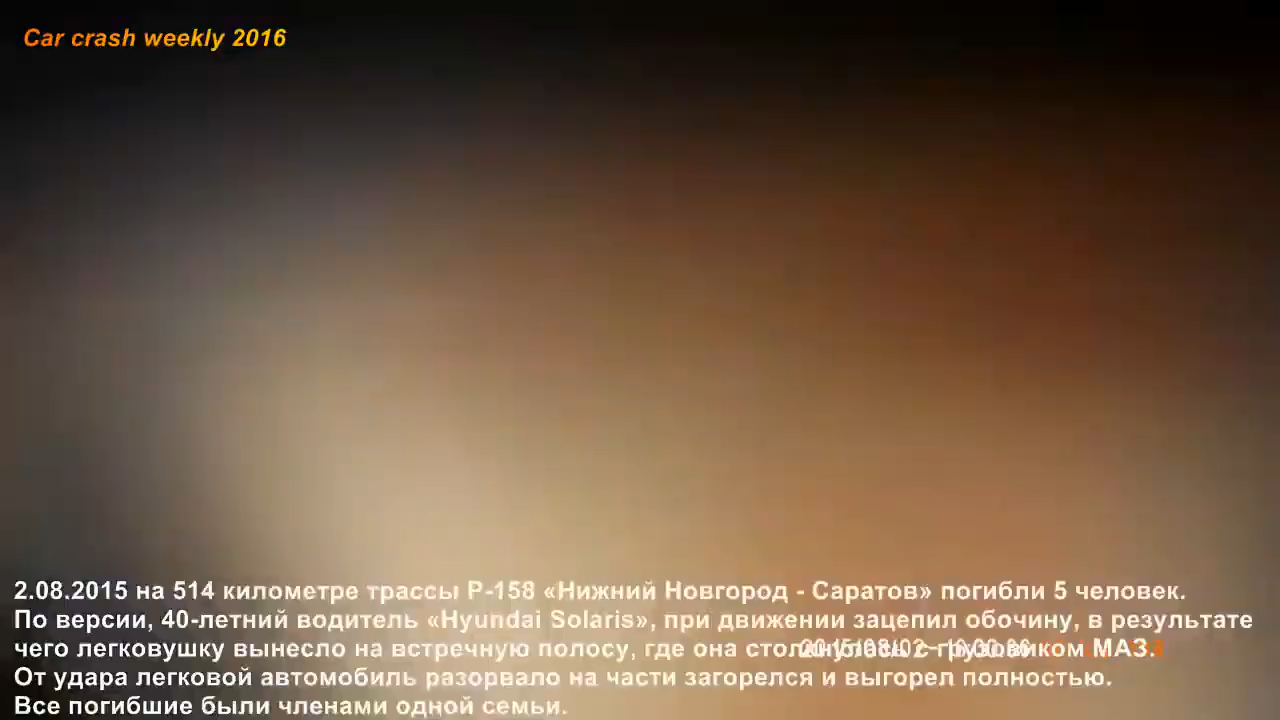 Car crash weekly 2016
2.08.2015 на 514 километре трассы Р-158 «Нижний Новгород - Саратов» погибли 5 человек.
По версии, 40-летний водитель «Hyundai Solaris», при движении зацепил обочину, в результате
чего легковушку вынесло на встречную полосу, где она столкнулась с грузовиком МАЗ.
2015/08/02
От удара легковой автомобиль разорвало на части загорелся и выгорел полностью.
Все погибшие были членами одной семьи.